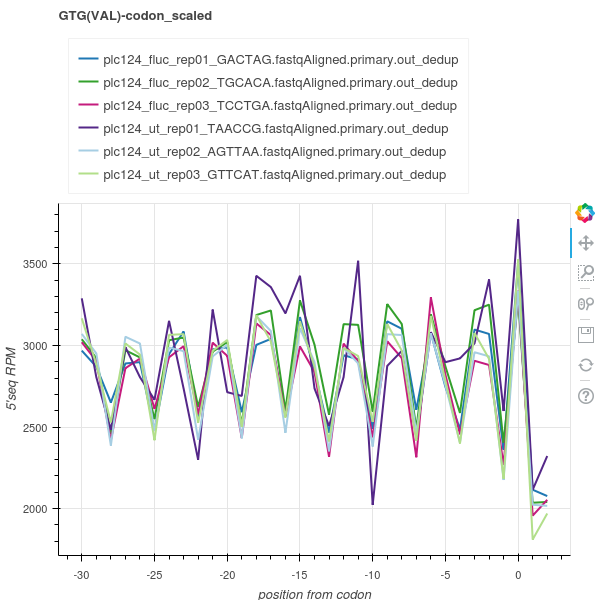 GTG(VAL)-codon_scaled
plc124_fluc_rep01_GACTAG.fastqAligned.primary.out_dedup
plc124_fluc_rep02_TGCACA.fastqAligned.primary.out_dedup
plc124_fluc_rep03_TCCTGA.fastqAligned.primary.out_dedup
plc124_ut_rep01_TAACCG.fastqAligned.primary.out_dedup
plc124_ut_rep02_AGTTAA.fastqAligned.primary.out_dedup
plc124_ut_rep03_GTTCAT.fastqAligned.primary.out_dedup
3500
3000
2500
2000
5'seq RPM
-30 -25 -20 -15 -10 -5 0
position from codon